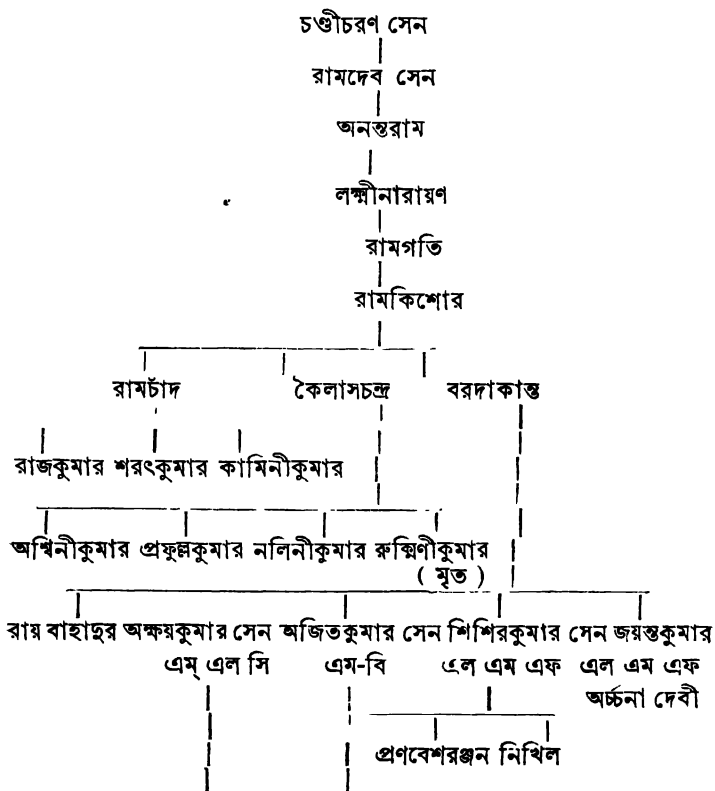 চণ্ডীচরণ সেন
রামদেব সেন
অনন্তরাম
লক্ষ্মীনারায়ণ
রামগতি
রামকিশোর
রামচাঁদ কৈলাসচন্দ্র বরদাকান্ত
রাজকুমার শরৎকুমার কামিনীকুমার
অশ্বিনীকুমার প্রফুল্লকুমার নলিনীকুমার রুক্মিণীকুমার
( মৃত )
রায় বাহাদুর অক্ষয়কুমার সেন অজিতকুমার সেন শিশিরকুমার সেন জয়ন্তকুমার
এম্ এল সি এম-বি এল এম এফ এল এম এফ
অর্চ্চনা দেবী
প্রণবেশরঞ্জন নিখিল